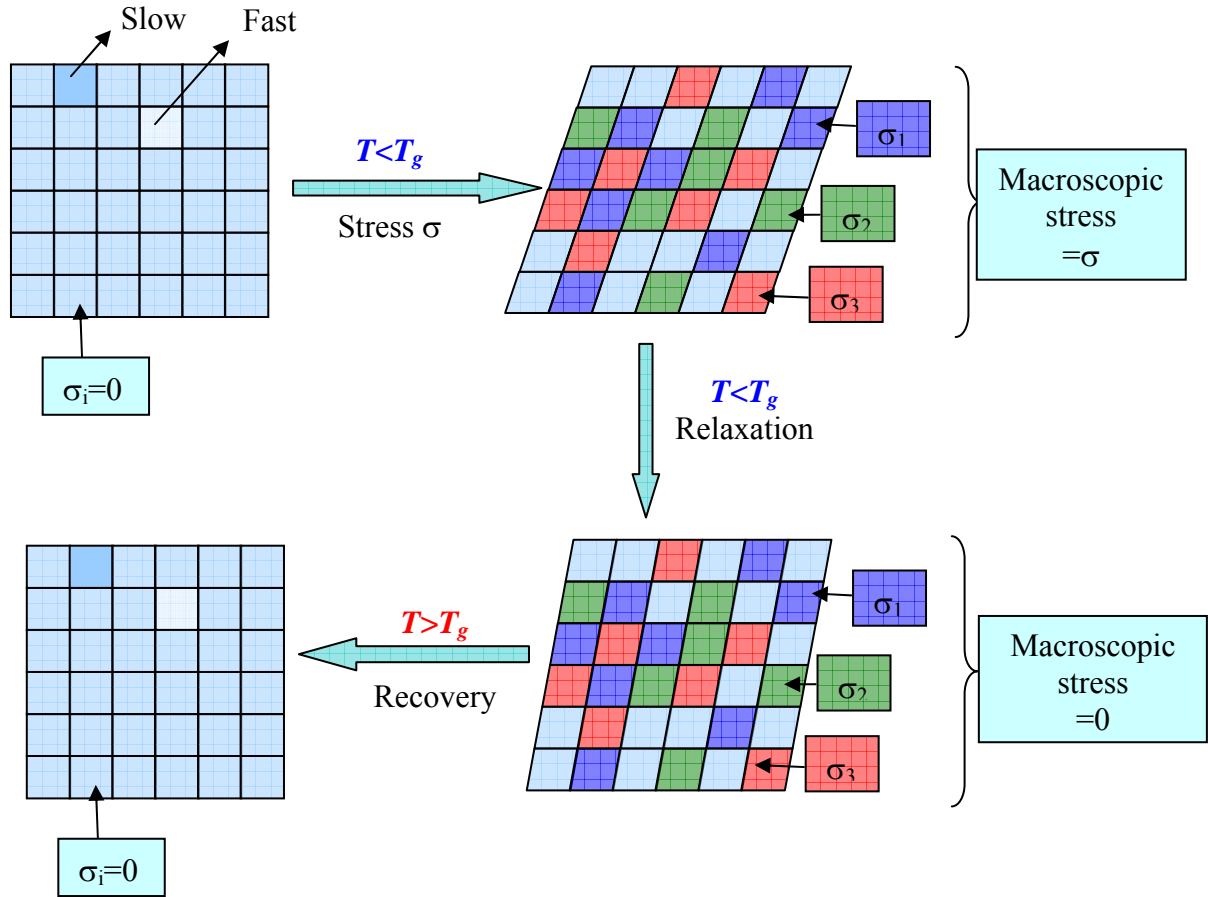 Slow
Fast
T<Tg
Stress σ
σi=0
σ1
σ2
σ3
Macroscopic
stress
=σ
T<Tg
Relaxation
T>Tg
Recovery
σi=0
σ1
σ2
σ3
Macroscopic
stress
=0